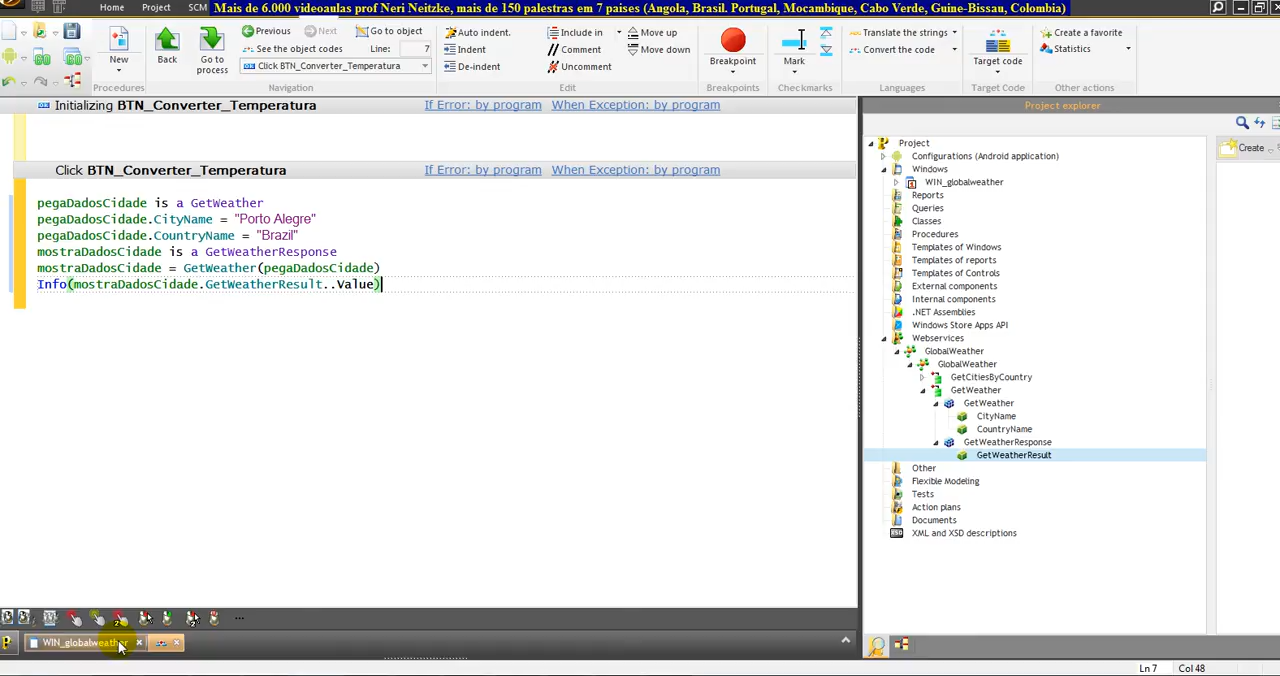 Mais de 6.000 videoaulas prof Neri Neitzke, mais de 150 palestras em 7 paises (Angola, Brasil. Portugal, Mocambique, Cabo Verde, Guine-Bissau, Colombia)
Home Project SCM
Previous Next Go to object
See the object codes Line: 7
Click BTN_Converter_Temperatura
New Back Go to process
Auto indent. Include in Move up
Indent Comment Move down
De-indent Uncomment
Breakpoint Mark
Translate the strings
Convert the code
Target code
Create a favorite
Statistics
Procedures Navigation Edit Breakpoints Checkmarks Languages Target Code Other actions
Initializing BTN_Converter_Temperatura If Error: by program When Exception: by program
Click BTN_Converter_Temperatura If Error: by program When Exception: by program
pegaDadosCidade is a GetWeather
pegaDadosCidade.CityName = "Porto Alegre"
pegaDadosCidade.CountryName = "Brazil"
mostraDadosCidade is a GetWeatherResponse
mostraDadosCidade = GetWeather(pegaDadosCidade)
Info(mostraDadosCidade.GetWeatherResult..Value)
Project explorer
Create
Project
Configurations (Android application)
Windows
WIN_globalweather
Reports
Queries
Classes
Procedures
Templates of Windows
Templates of reports
Templates of Controls
External components
Internal components
.NET Assemblies
Windows Store Apps API
Webservices
GlobalWeather
GlobalWeather
GetCitiesByCountry
GetWeather
GetWeather
CityName
CountryName
GetWeatherResponse
GetWeatherResult
Other
Flexible Modeling
Tests
Action plans
Documents
XML and XSD descriptions
WIN_globalweather
Ln 7 Col 48